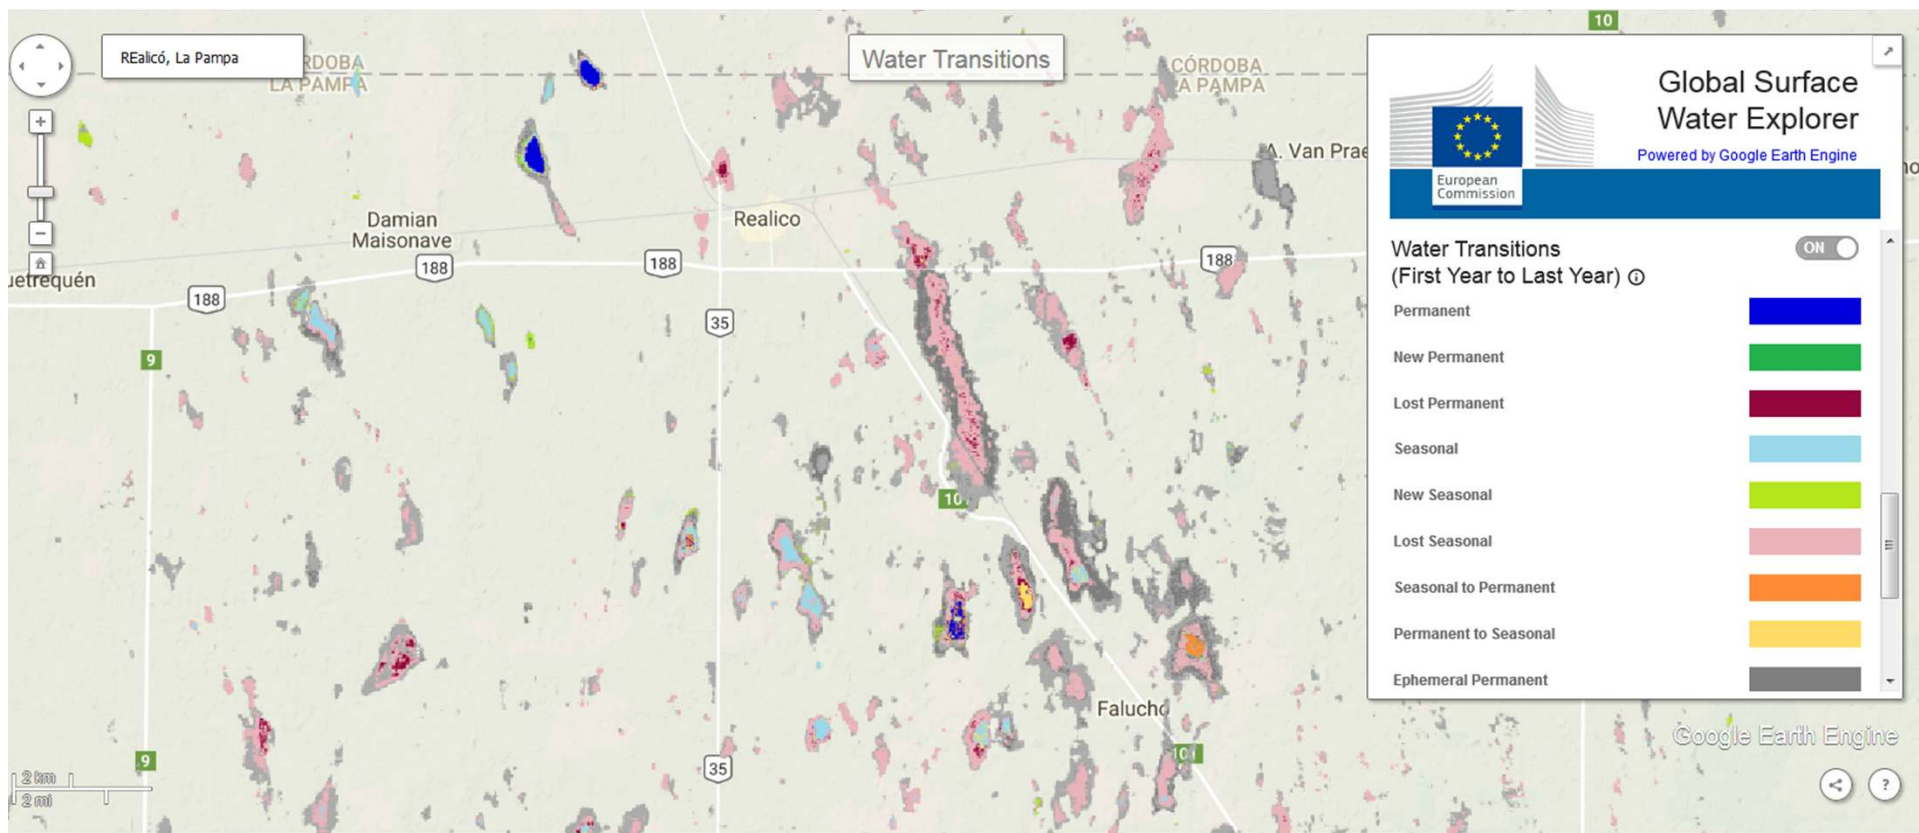 10
REalicó, La Pampa
Water Transitions
CÓRDOBA
LA PAMPA
RDOBA
LA PAMPA
A. Van Prae
Damian
Maisonave
Realico
188
188
188
188
uetrequén
35
9
10
Falucho
9
35
101
2 km
2 mi
Global Surface
Water Explorer
Powered by Google Earth Engine
European
Commission
Water Transitions
(First Year to Last Year)
ON
Permanent
New Permanent
Lost Permanent
Seasonal
New Seasonal
Lost Seasonal
Seasonal to Permanent
Permanent to Seasonal
Ephemeral Permanent
Google Earth Engine
?